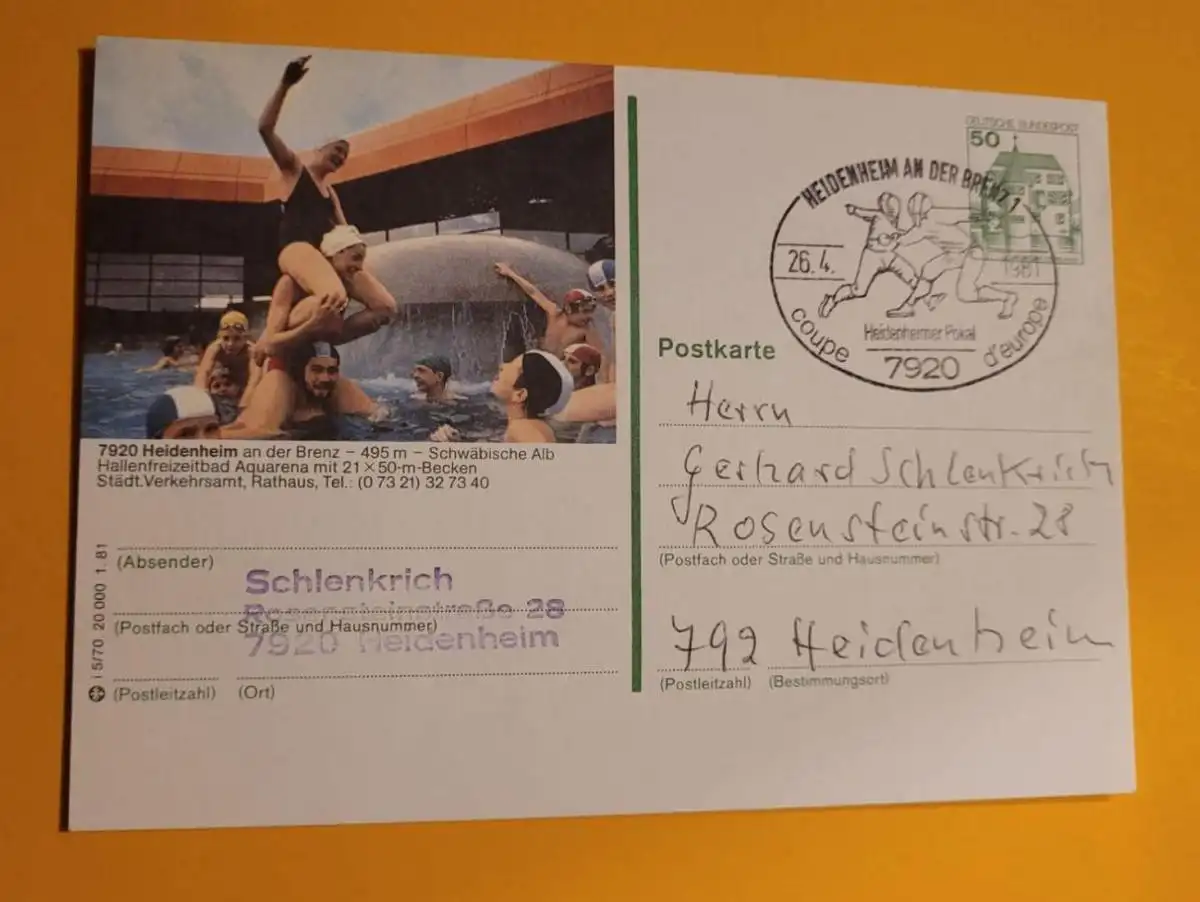 7920 Heidenheim an der Brenz – 495 m – Schwäbische Alb
Hallenfreizeitbad Aquarena mit 21 × 50-m-Becken
Städt.Verkehrsamt, Rathaus, Tel.: (0 73 21) 32 73 40
(Absender)
Schlenkrich
Rosensteinstraße 28
(Postfach oder Straße und Hausnummer)
7920 Heidenheim
(Postleitzahl) (Ort)
i 5/70 20 000 1.81
DEUTSCHE BUNDESPOST
50
HEIDENHEIM AN DER BRENZ 1
26.4.
1981
Heidenheimer Pokal
coupe d'europe
7920
Postkarte
Herrn
Gerhard Schlenkrich
Rosensteinstr. 28
(Postfach oder Straße und Hausnummer)
792 Heidenheim
(Postleitzahl) (Bestimmungsort)